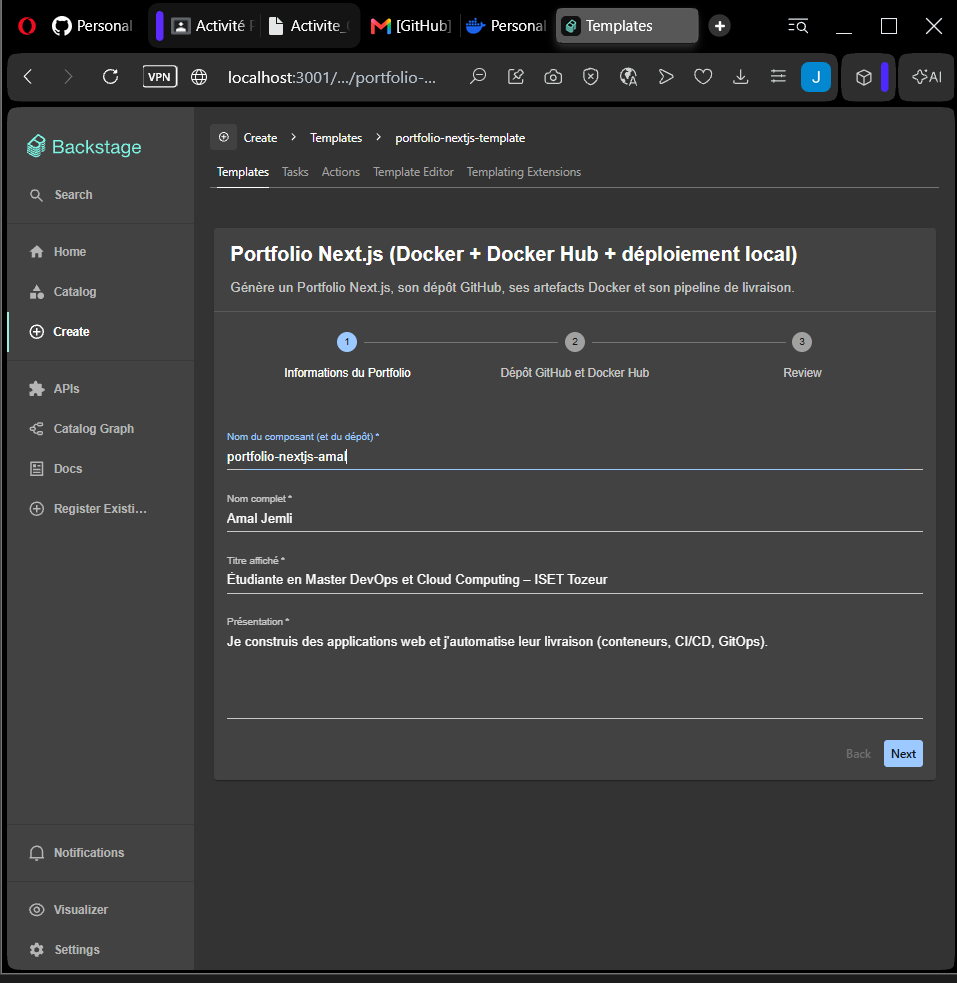 Personal
Activité F
Activite_
[GitHub]
Personal
Templates
VPN
localhost:3001/.../portfolio-...
J
AI
Backstage
Search
Home
Catalog
Create
APIs
Catalog Graph
Docs
Register Existi...
Notifications
Visualizer
Settings
Create > Templates > portfolio-nextjs-template
Templates Tasks Actions Template Editor Templating Extensions
Portfolio Next.js (Docker + Docker Hub + déploiement local)
Génère un Portfolio Next.js, son dépôt GitHub, ses artefacts Docker et son pipeline de livraison.
1 2 3
Informations du Portfolio Dépôt GitHub et Docker Hub Review
Nom du composant (et du dépôt) *
portfolio-nextjs-amal
Nom complet *
Amal Jemli
Titre affiché *
Étudiante en Master DevOps et Cloud Computing – ISET Tozeur
Présentation *
Je construis des applications web et j'automatise leur livraison (conteneurs, CI/CD, GitOps).
Back Next